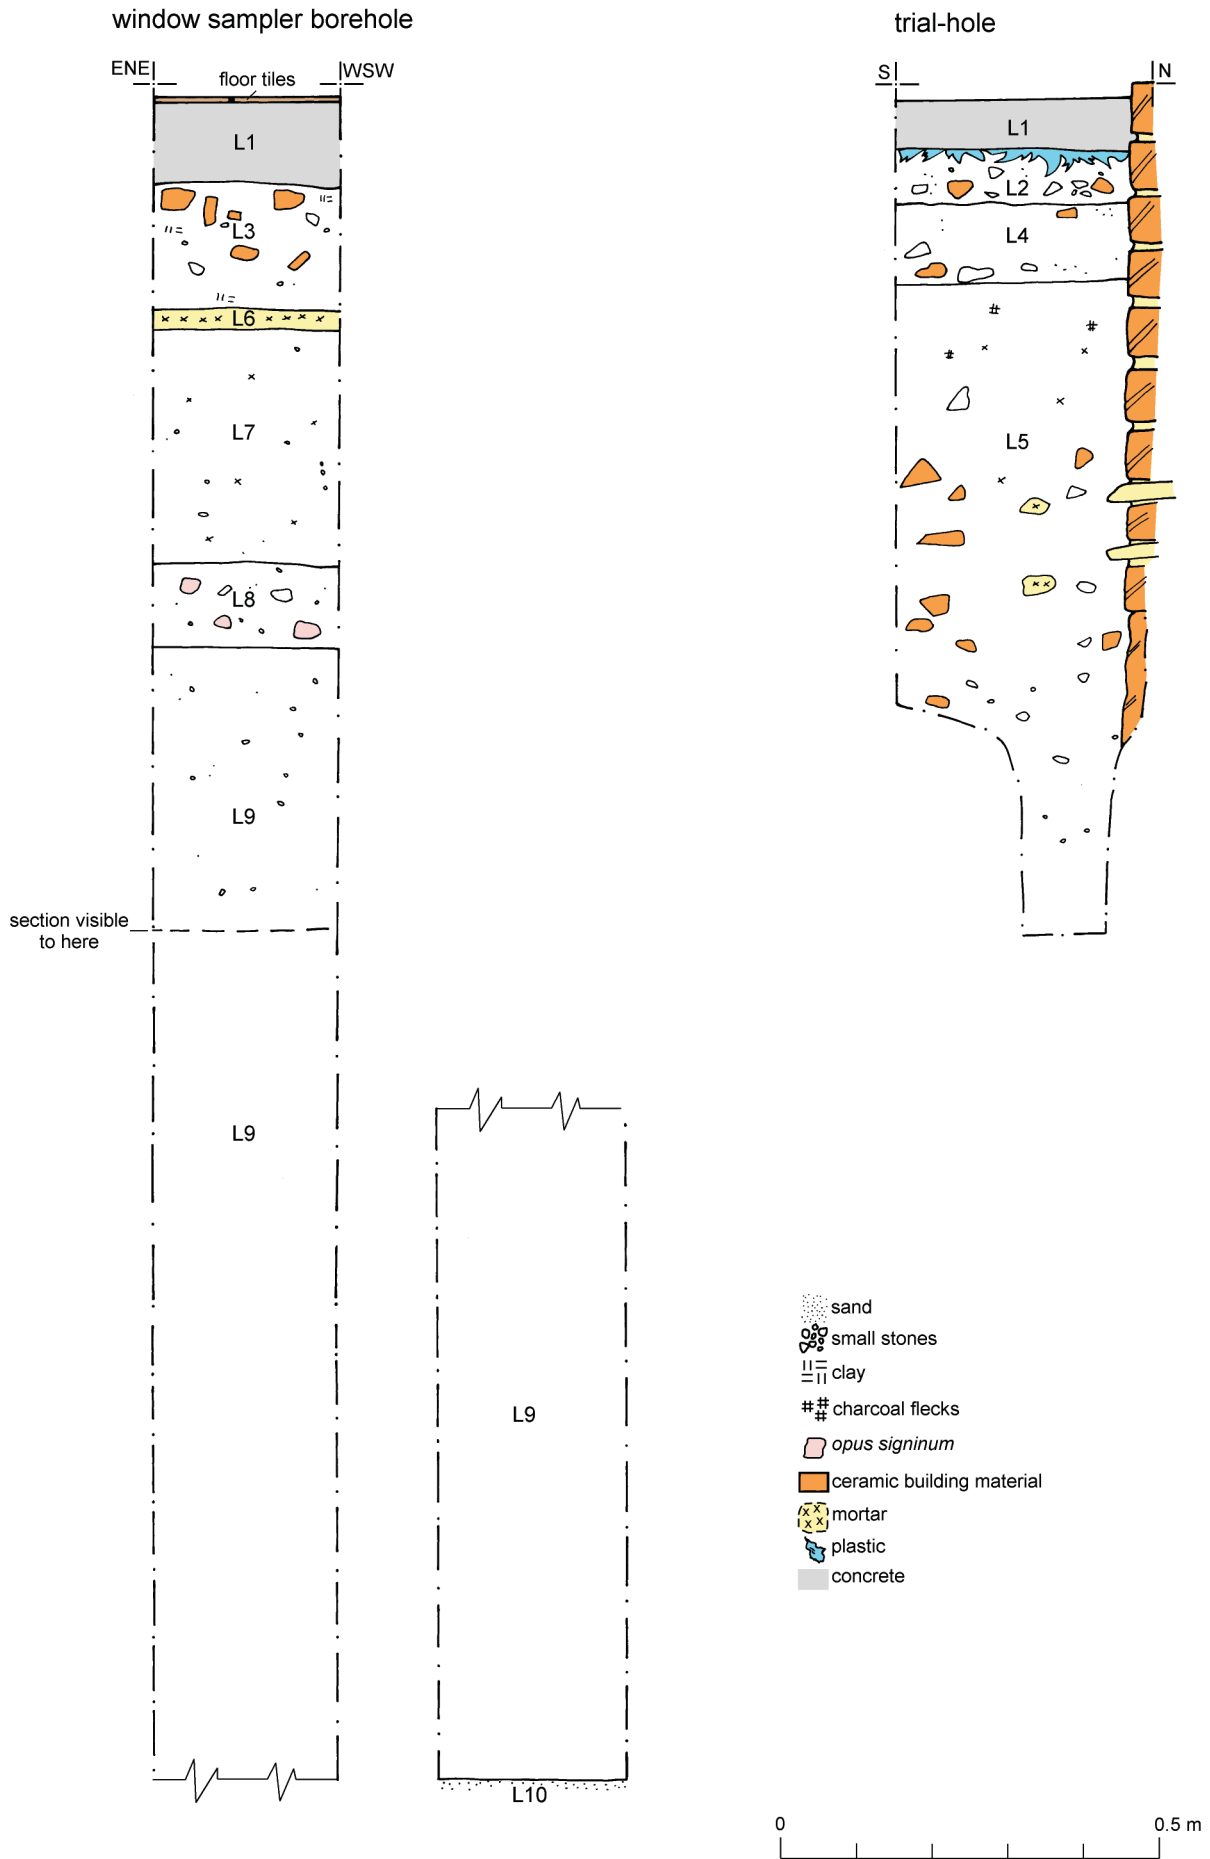 window sampler borehole
trial-hole
ENE
WSW
floor tiles
S
N
L1
L1
L2
L3
L4
L6
L7
L5
L8
L9
section visible
to here
L9
L9
L10
sand
small stones
clay
charcoal flecks
opus signinum
ceramic building material
mortar
plastic
concrete
0
0.5 m